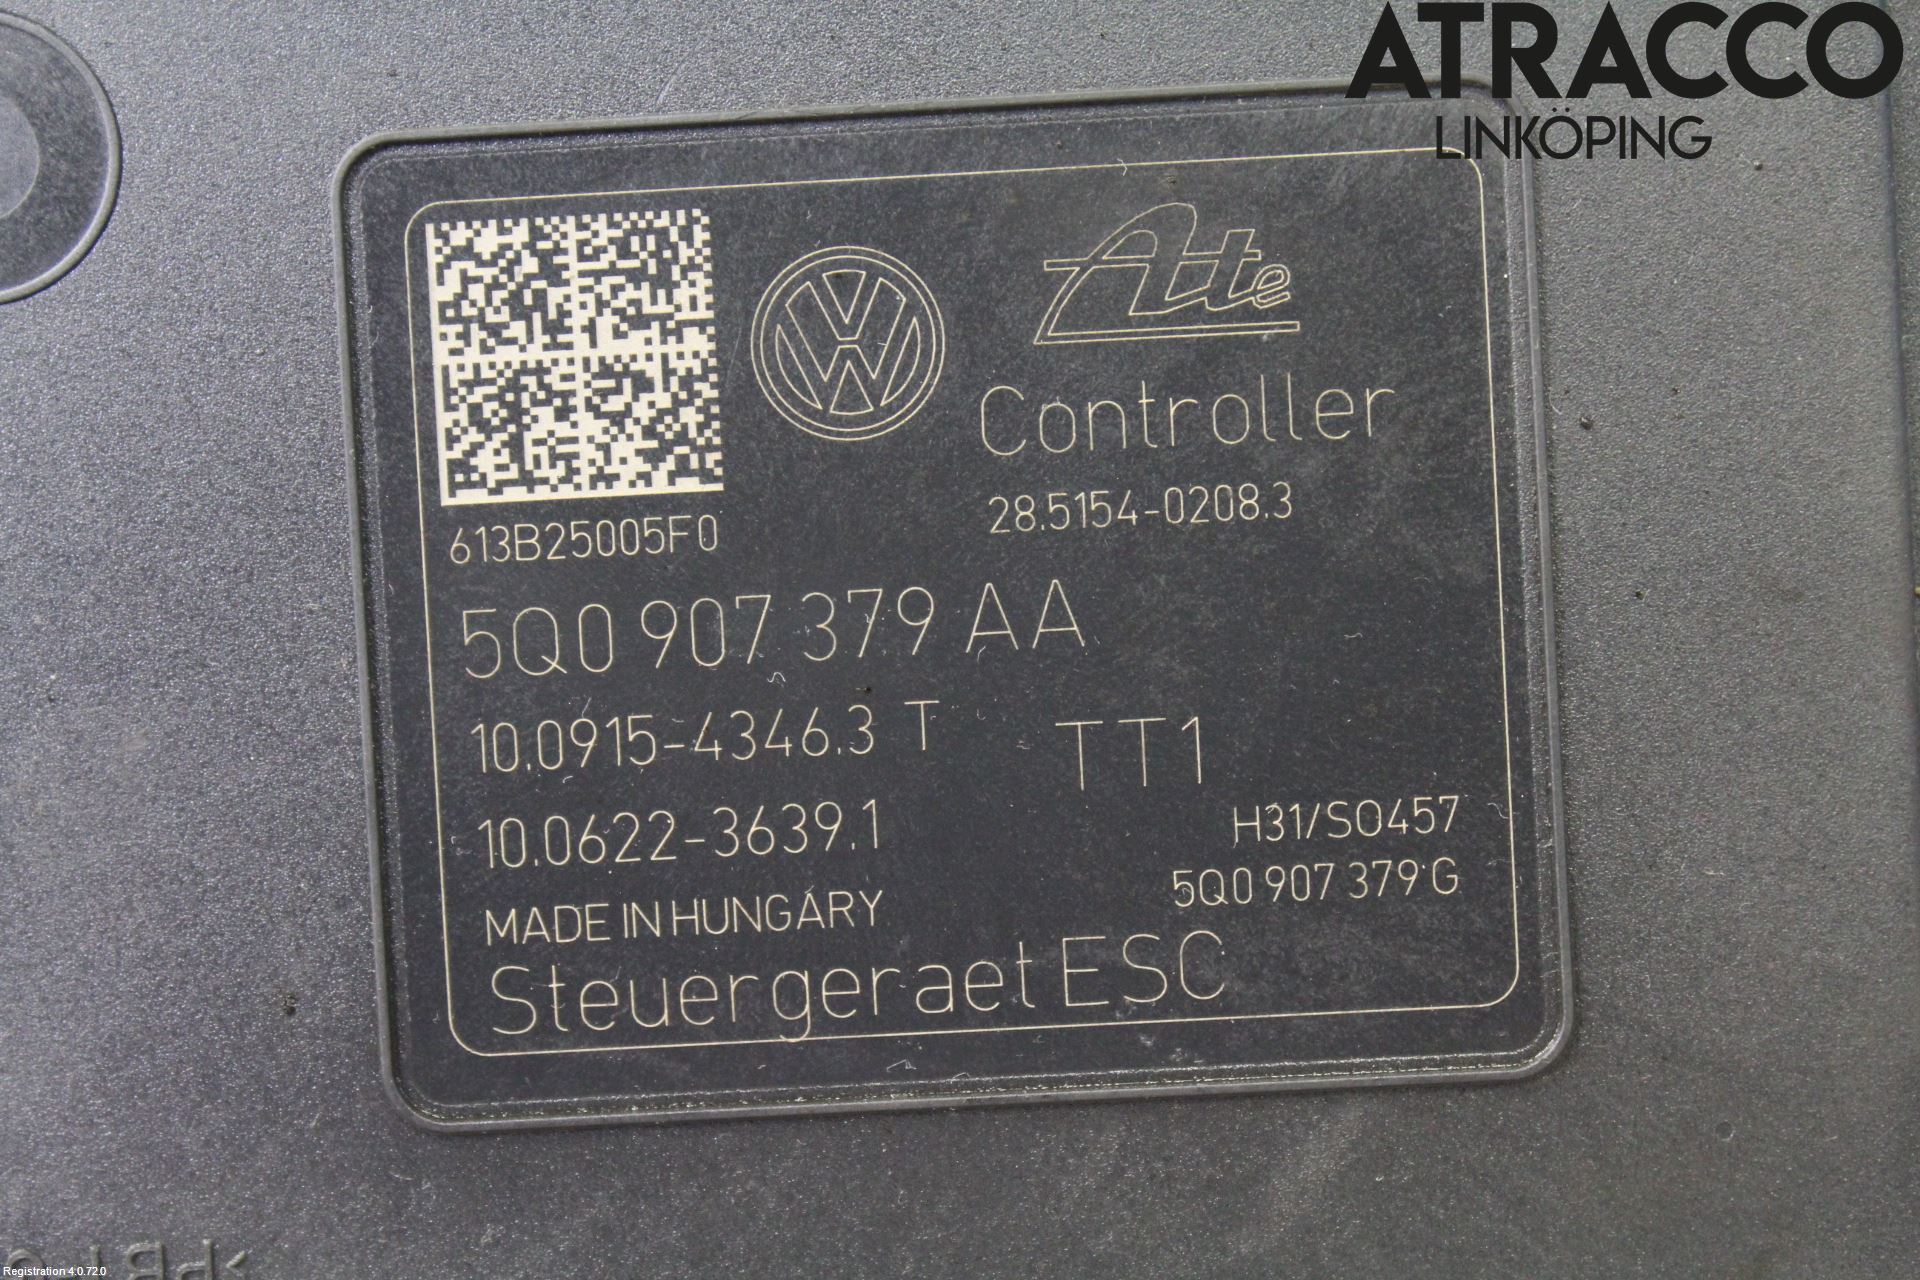 ATRACCO
LINKÖPING
Ate
Controller
28.5154-0208.3
613B25005F0
5Q0 907 379 AA
10.0915-4346.3 T
TT1
10.0622-3639.1
H31/S0457
5Q0 907 379 G
MADE IN HUNGÁRY
Steuergeraet ESC
Registration 4.0.72.0